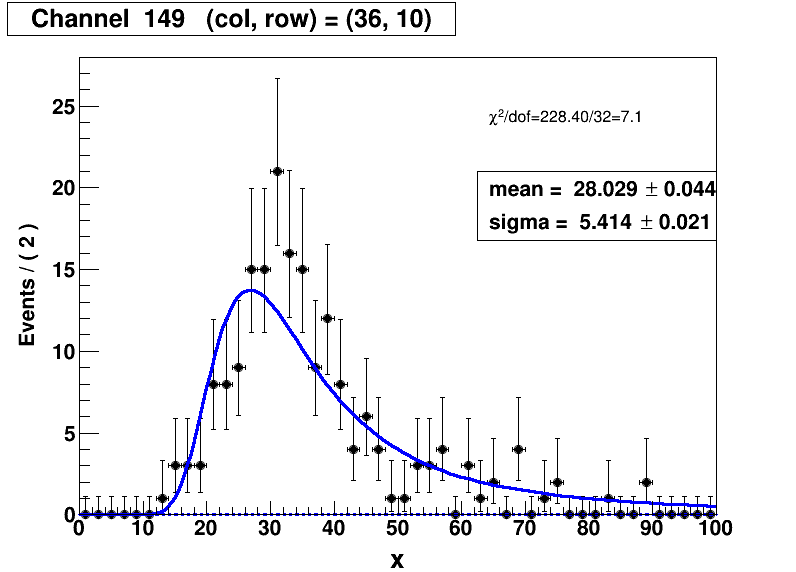 Channel 149 (col, row) = (36, 10)
Events / ( 2 )
25
20
15
10
5
0
χ²/dof=228.40/32=7.1
mean = 28.029 ± 0.044
sigma = 5.414 ± 0.021
0 10 20 30 40 50 60 70 80 90 100
x